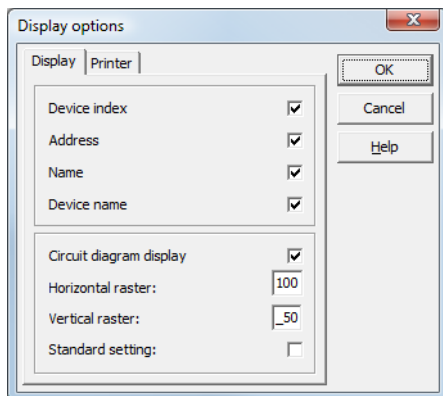 Display options
Display Printer
OK
Device index
Cancel
Address
Help
Name
Device name
Circuit diagram display
Horizontal raster: 100
Vertical raster: _50
Standard setting: